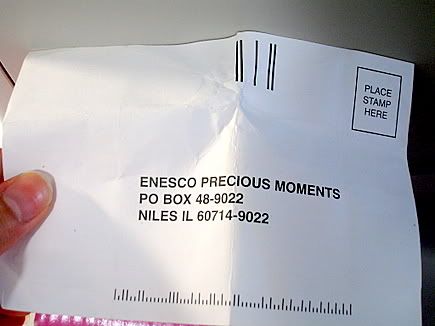 PLACE
STAMP
HERE
ENESCO PRECIOUS MOMENTS
PO BOX 48-9022
NILES IL 60714-9022